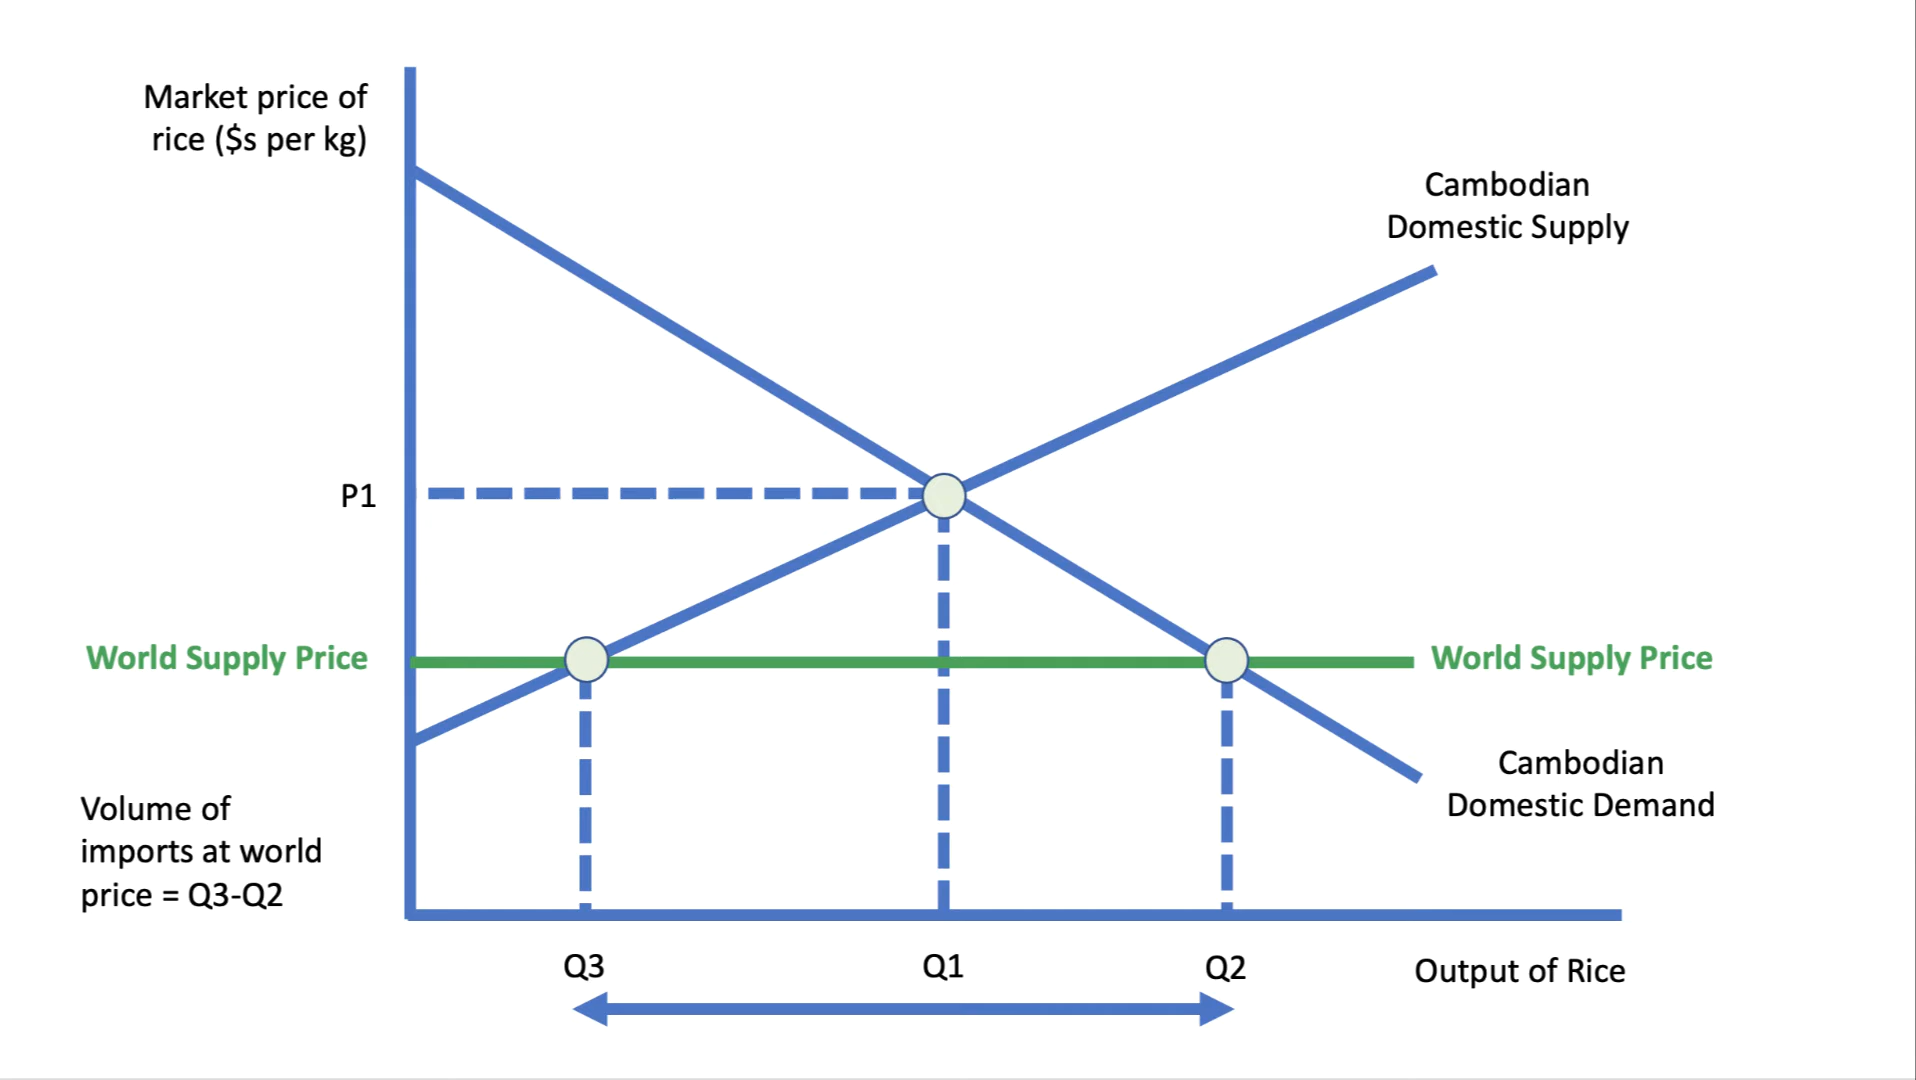 Market price of
rice ($s per kg)
Cambodian
Domestic Supply
P1
World Supply Price
World Supply Price
Cambodian
Domestic Demand
Volume of
imports at world
price = Q3-Q2
Q3
Q1
Q2
Output of Rice